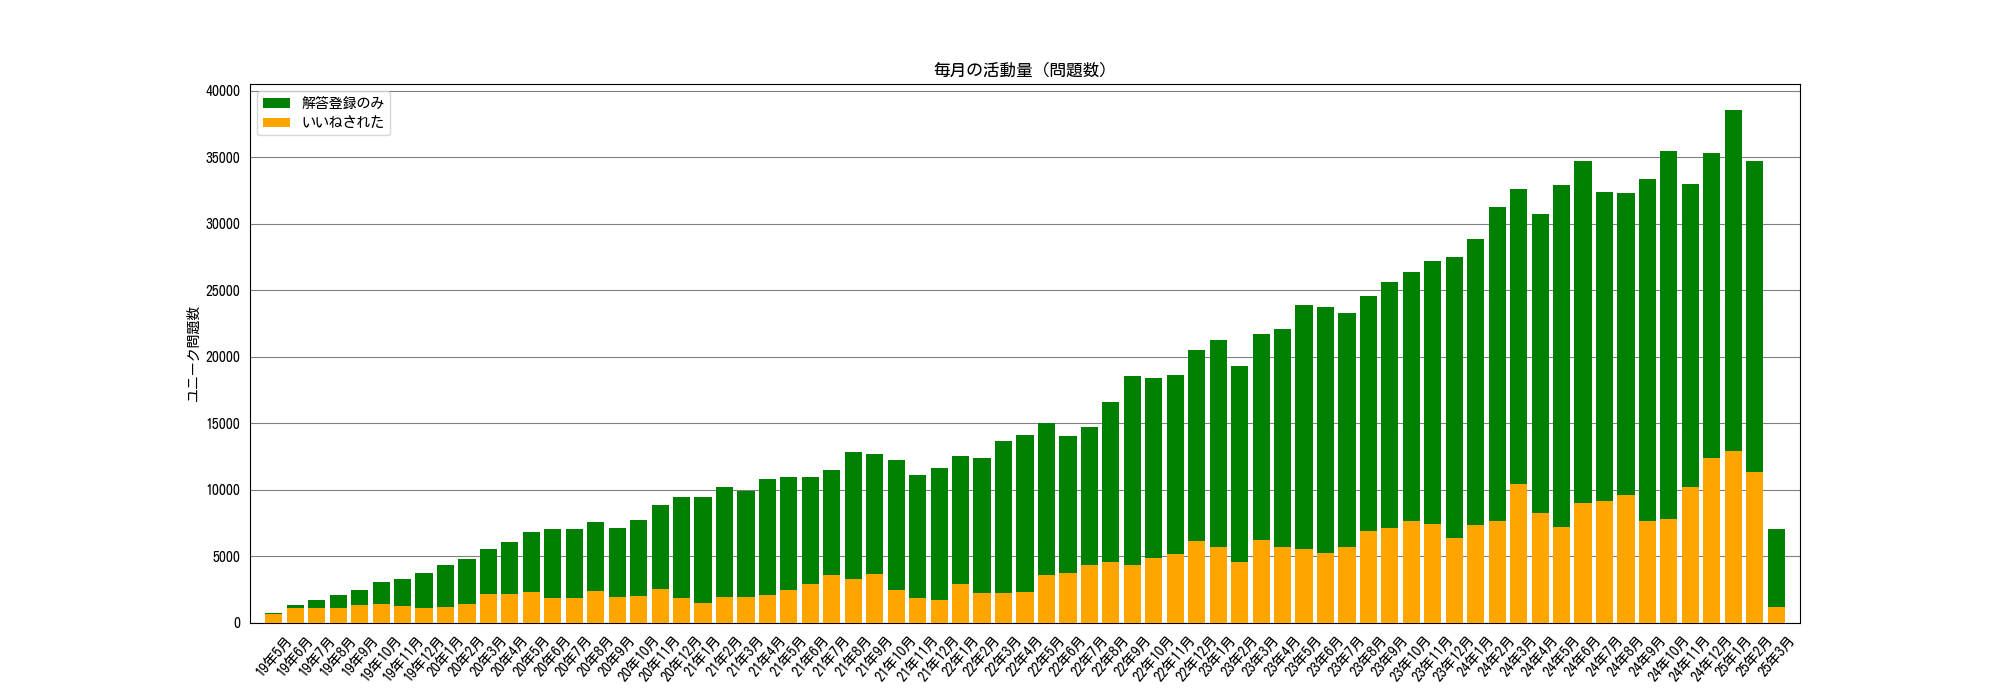 毎月の活動量（問題数）
解答登録のみ
いいねされた
ユニーク問題数
40000
35000
30000
25000
20000
15000
10000
5000
0
19年5月
19年6月
19年7月
19年8月
19年9月
19年10月
19年11月
19年12月
20年1月
20年2月
20年3月
20年4月
20年5月
20年6月
20年7月
20年8月
20年9月
20年10月
20年11月
20年12月
21年1月
21年2月
21年3月
21年4月
21年5月
21年6月
21年7月
21年8月
21年9月
21年10月
21年11月
21年12月
22年1月
22年2月
22年3月
22年4月
22年5月
22年6月
22年7月
22年8月
22年9月
22年10月
22年11月
22年12月
23年1月
23年2月
23年3月
23年4月
23年5月
23年6月
23年7月
23年8月
23年9月
23年10月
23年11月
23年12月
24年1月
24年2月
24年3月
24年4月
24年5月
24年6月
24年7月
24年8月
24年9月
24年10月
24年11月
24年12月
25年1月
25年2月
25年3月